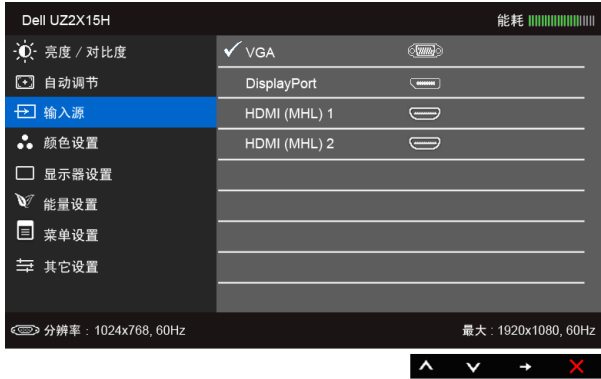 Dell UZ2X15H 能耗
亮度 / 对比度 VGA
自动调节 DisplayPort
输入源 HDMI (MHL) 1
颜色设置 HDMI (MHL) 2
显示器设置
能量设置
菜单设置
其它设置
分辨率 : 1024x768, 60Hz 最大 : 1920x1080, 60Hz